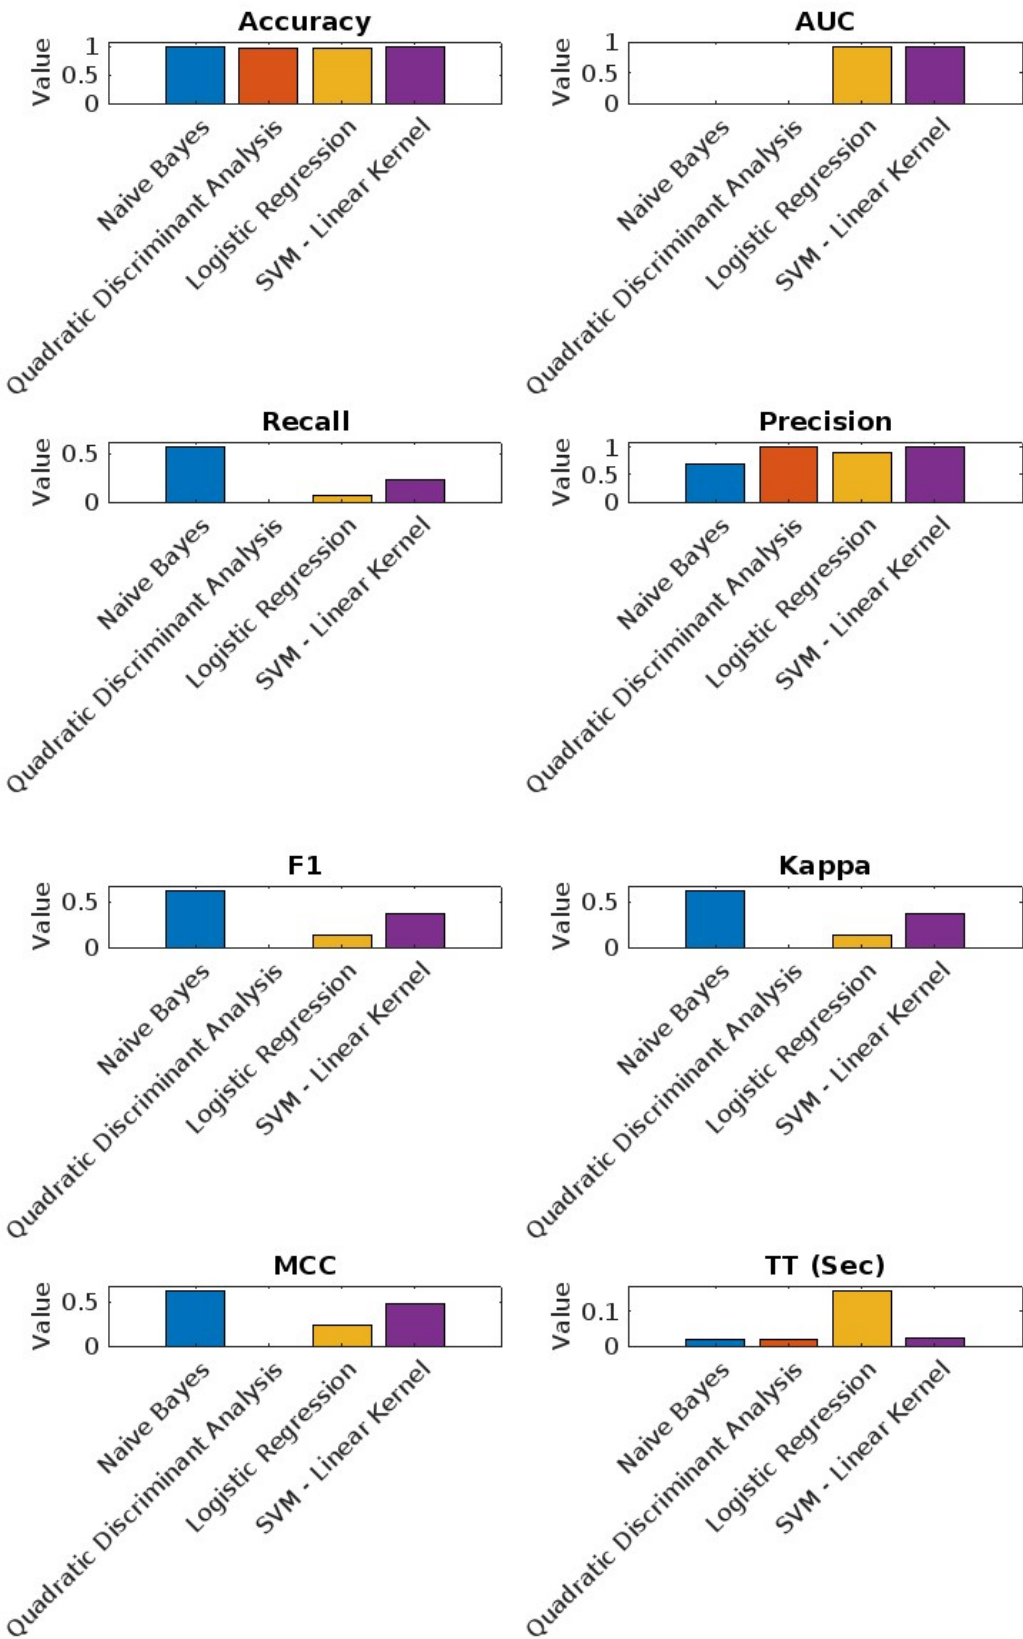 Accuracy
Value
1
0.5
0
Naive Bayes
Quadratic Discriminant Analysis
Logistic Regression
SVM - Linear Kernel
AUC
Value
1
0.5
0
Naive Bayes
Quadratic Discriminant Analysis
Logistic Regression
SVM - Linear Kernel
Recall
Value
0.5
0
Naive Bayes
Quadratic Discriminant Analysis
Logistic Regression
SVM - Linear Kernel
Precision
Value
1
0.5
0
Naive Bayes
Quadratic Discriminant Analysis
Logistic Regression
SVM - Linear Kernel
F1
Value
0.5
0
Naive Bayes
Quadratic Discriminant Analysis
Logistic Regression
SVM - Linear Kernel
Kappa
Value
0.5
0
Naive Bayes
Quadratic Discriminant Analysis
Logistic Regression
SVM - Linear Kernel
MCC
Value
0.5
0
Naive Bayes
Quadratic Discriminant Analysis
Logistic Regression
SVM - Linear Kernel
TT (Sec)
Value
0.1
0
Naive Bayes
Quadratic Discriminant Analysis
Logistic Regression
SVM - Linear Kernel